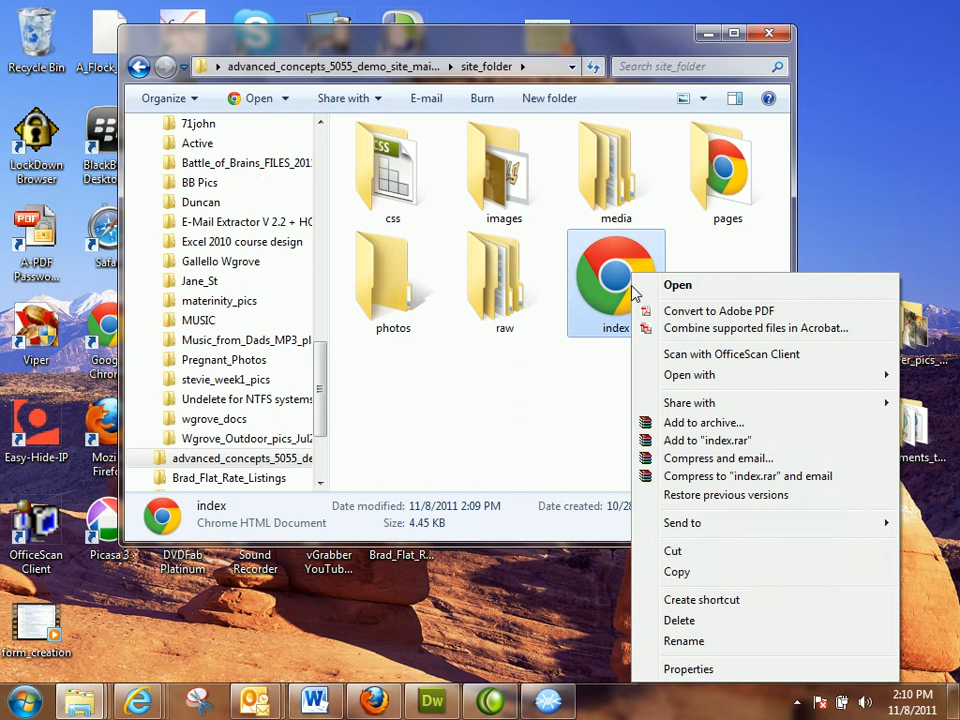 Recycle Bin
A_Flock_
advanced_concepts_5055_demo_site_mai...
site_folder
Search site_folder
Organize
Open
Share with
E-mail
Burn
New folder
LockDown
Browser
BlackB
Deskto
PDF
A-PDF
Passwo...
Safa
Viper
Goog
Chron
Easy-Hide-IP
Mozi
Firefo
OfficeScan
Client
Picasa 3
DVDFab
Platinum
Sound
Recorder
vGrabber
YouTub...
Brad_Flat_R...
form_creation
71john
Active
Battle_of_Brains_FILES_201
BB Pics
Duncan
E-Mail Extractor V 2.2 + HO
Excel 2010 course design
Gallello Wgrove
Jane_St
materinity_pics
MUSIC
Music_from_Dads_MP3_pl
Pregnant_Photos
stevie_week1_pics
Undelete for NTFS systems
wgrove_docs
Wgrove_Outdoor_pics_Jul2
advanced_concepts_5055_de
Brad_Flat_Rate_Listings
CSS
css
images
media
pages
photos
raw
index
Open
Convert to Adobe PDF
Combine supported files in Acrobat...
Scan with OfficeScan Client
Open with
Share with
Add to archive...
Add to "index.rar"
Compress and email...
Compress to "index.rar" and email
Restore previous versions
Send to
Cut
Copy
Create shortcut
Delete
Rename
Properties
er_pics_...
ments_t...
index
Date modified: 11/8/2011 2:09 PM
Date created: 10/28
Chrome HTML Document
Size: 4.45 KB
Dw
2:10 PM
11/8/2011